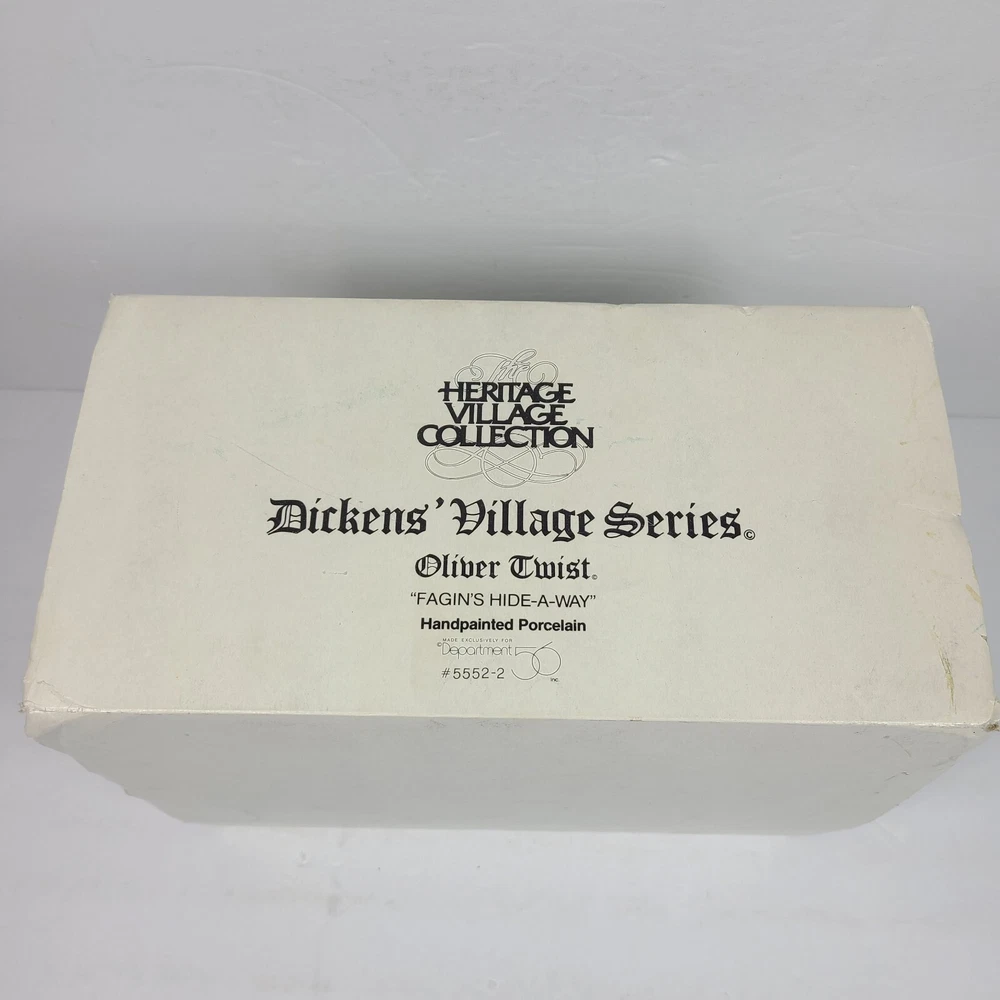 The
HERITAGE
VILLAGE
COLLECTION
Dickens' Village Series©
Oliver Twist©
"FAGIN'S HIDE-A-WAY"
Handpainted Porcelain
MADE EXCLUSIVELY FOR
©Department 56 inc.
#5552-2